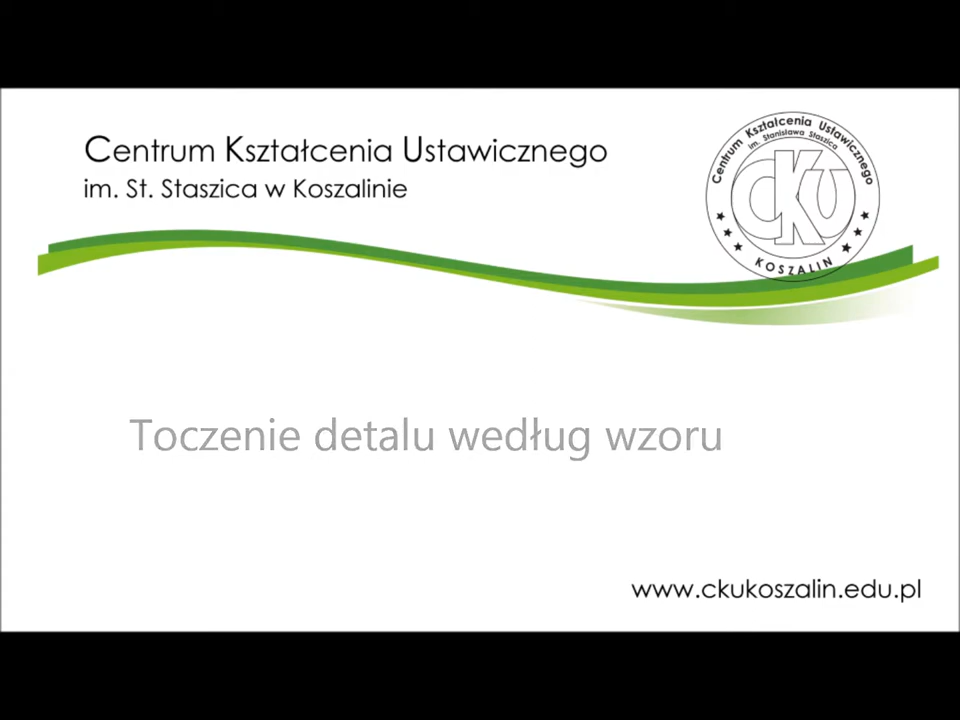 Centrum Kształcenia Ustawicznego
im. St. Staszica w Koszalinie
Centrum Kształcenia Ustawicznego
im. Stanisława Staszica
CKU
KOSZALIN
Toczenie detalu według wzoru
www.ckukoszalin.edu.pl